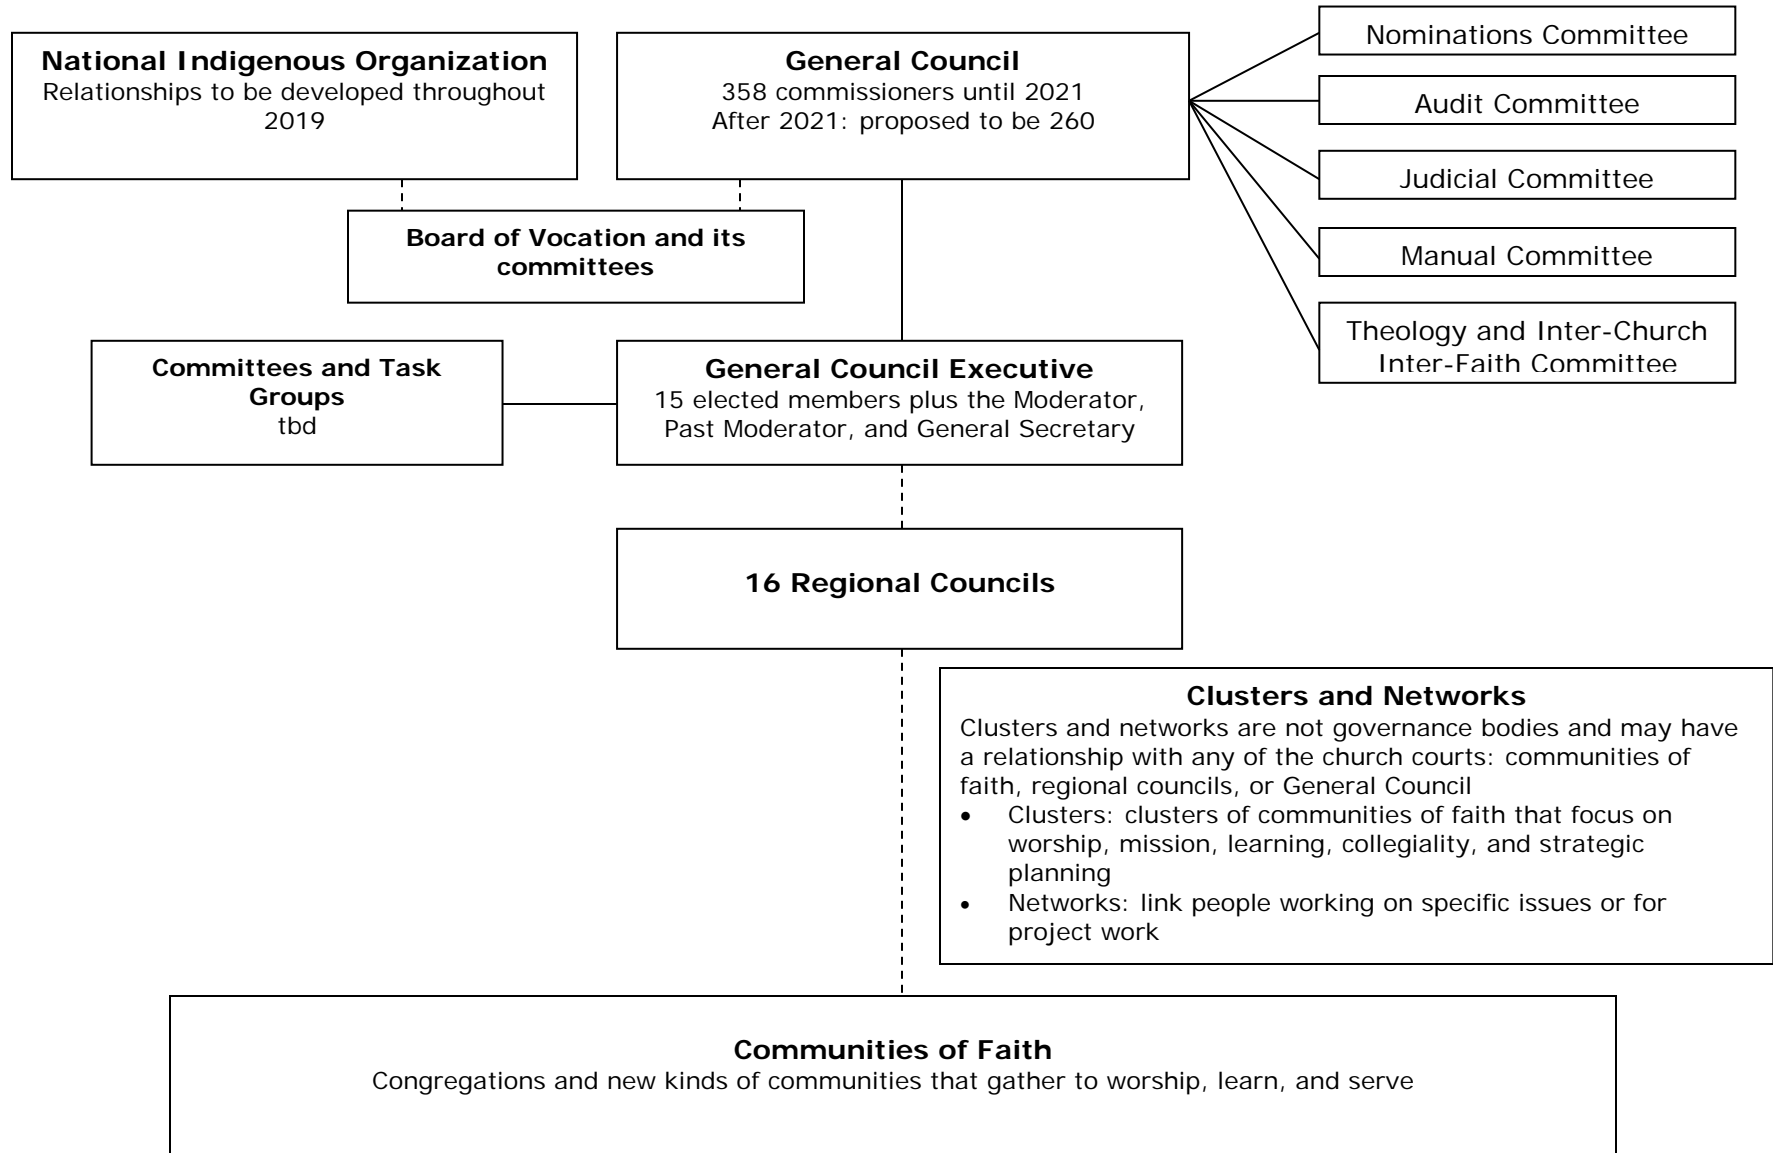 National Indigenous Organization
Relationships to be developed throughout
2019
General Council
358 commissioners until 2021
After 2021: proposed to be 260
Nominations Committee
Audit Committee
Judicial Committee
Manual Committee
Theology and Inter-Church
Inter-Faith Committee
Board of Vocation and its
committees
Committees and Task
Groups
tbd
General Council Executive
15 elected members plus the Moderator,
Past Moderator, and General Secretary
16 Regional Councils
Clusters and Networks
Clusters and networks are not governance bodies and may have
a relationship with any of the church courts: communities of
faith, regional councils, or General Council
• Clusters: clusters of communities of faith that focus on
worship, mission, learning, collegiality, and strategic
planning
• Networks: link people working on specific issues or for
project work
Communities of Faith
Congregations and new kinds of communities that gather to worship, learn, and serve